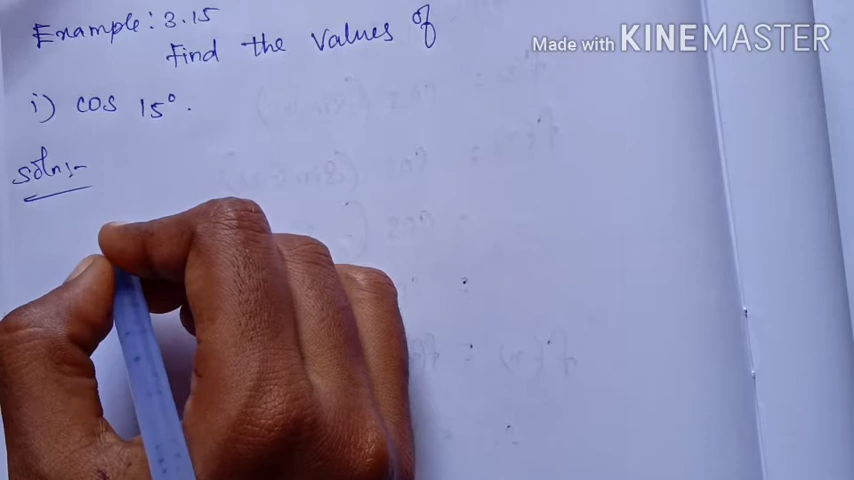 Example: 3.15
Find the values of
Made with KINEMASTER
i) cos 15°.
soln:-